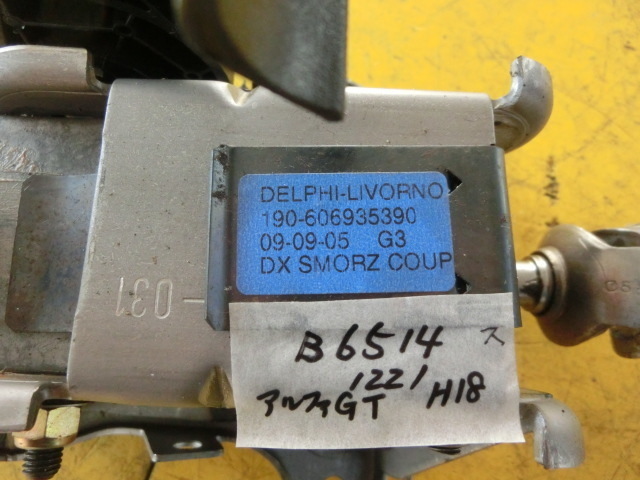 DELPHI-LIVORNO
190-606935390
09-09-05 G3
DX SMORZ COUP
031
B6514 ス
1221
アルファGT H18